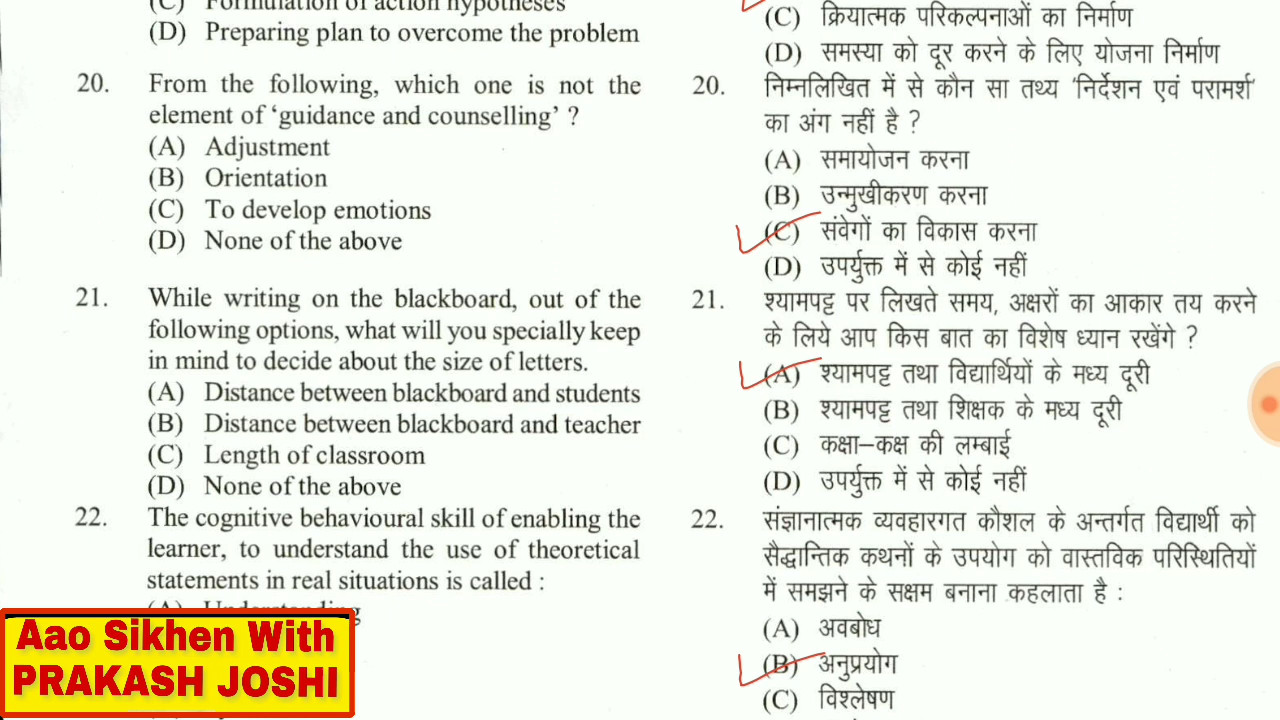 (C) Formulation of action hypotheses
(D) Preparing plan to overcome the problem
20. From the following, which one is not the
element of ‘guidance and counselling’ ?
(A) Adjustment
(B) Orientation
(C) To develop emotions
(D) None of the above
21. While writing on the blackboard, out of the
following options, what will you specially keep
in mind to decide about the size of letters.
(A) Distance between blackboard and students
(B) Distance between blackboard and teacher
(C) Length of classroom
(D) None of the above
22. The cognitive behavioural skill of enabling the
learner, to understand the use of theoretical
statements in real situations is called :
(A) Understanding
(C) क्रियात्मक परिकल्पनाओं का निर्माण
(D) समस्या को दूर करने के लिए योजना निर्माण
20. निम्नलिखित में से कौन सा तथ्य ‘निर्देशन एवं परामर्श’
का अंग नहीं है ?
(A) समायोजन करना
(B) उन्मुखीकरण करना
(C) संवेगों का विकास करना
(D) उपर्युक्त में से कोई नहीं
21. श्यामपट्ट पर लिखते समय, अक्षरों का आकार तय करने
के लिये आप किस बात का विशेष ध्यान रखेंगे ?
(A) श्यामपट्ट तथा विद्यार्थियों के मध्य दूरी
(B) श्यामपट्ट तथा शिक्षक के मध्य दूरी
(C) कक्षा–कक्ष की लम्बाई
(D) उपर्युक्त में से कोई नहीं
22. संज्ञानात्मक व्यवहारगत कौशल के अन्तर्गत विद्यार्थी को
सैद्धान्तिक कथनों के उपयोग को वास्तविक परिस्थितियों
में समझने के सक्षम बनाना कहलाता है :
(A) अवबोध
(B) अनुप्रयोग
(C) विश्लेषण
Aao Sikhen With
PRAKASH JOSHI